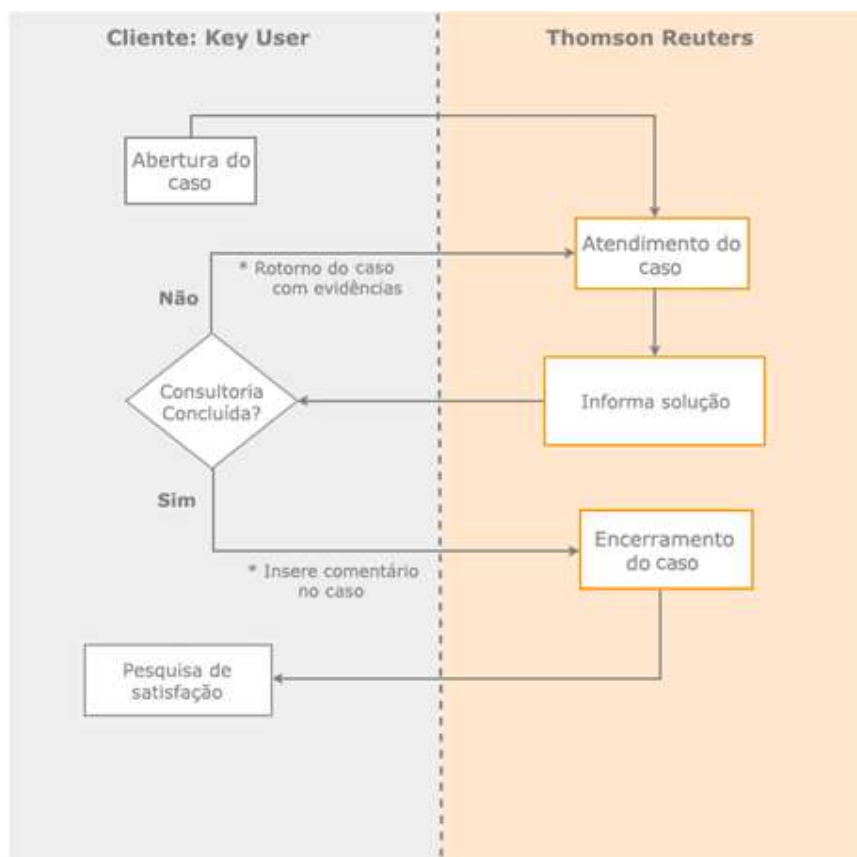 Cliente: Key User
Thomson Reuters
Abertura do
caso
Atendimento do
caso
* Rotorno do caso
com evidências
Não
Consultoria
Concluída?
Informa solução
Sim
Encerramento
do caso
* Insere comentário
no caso
Pesquisa de
satisfação